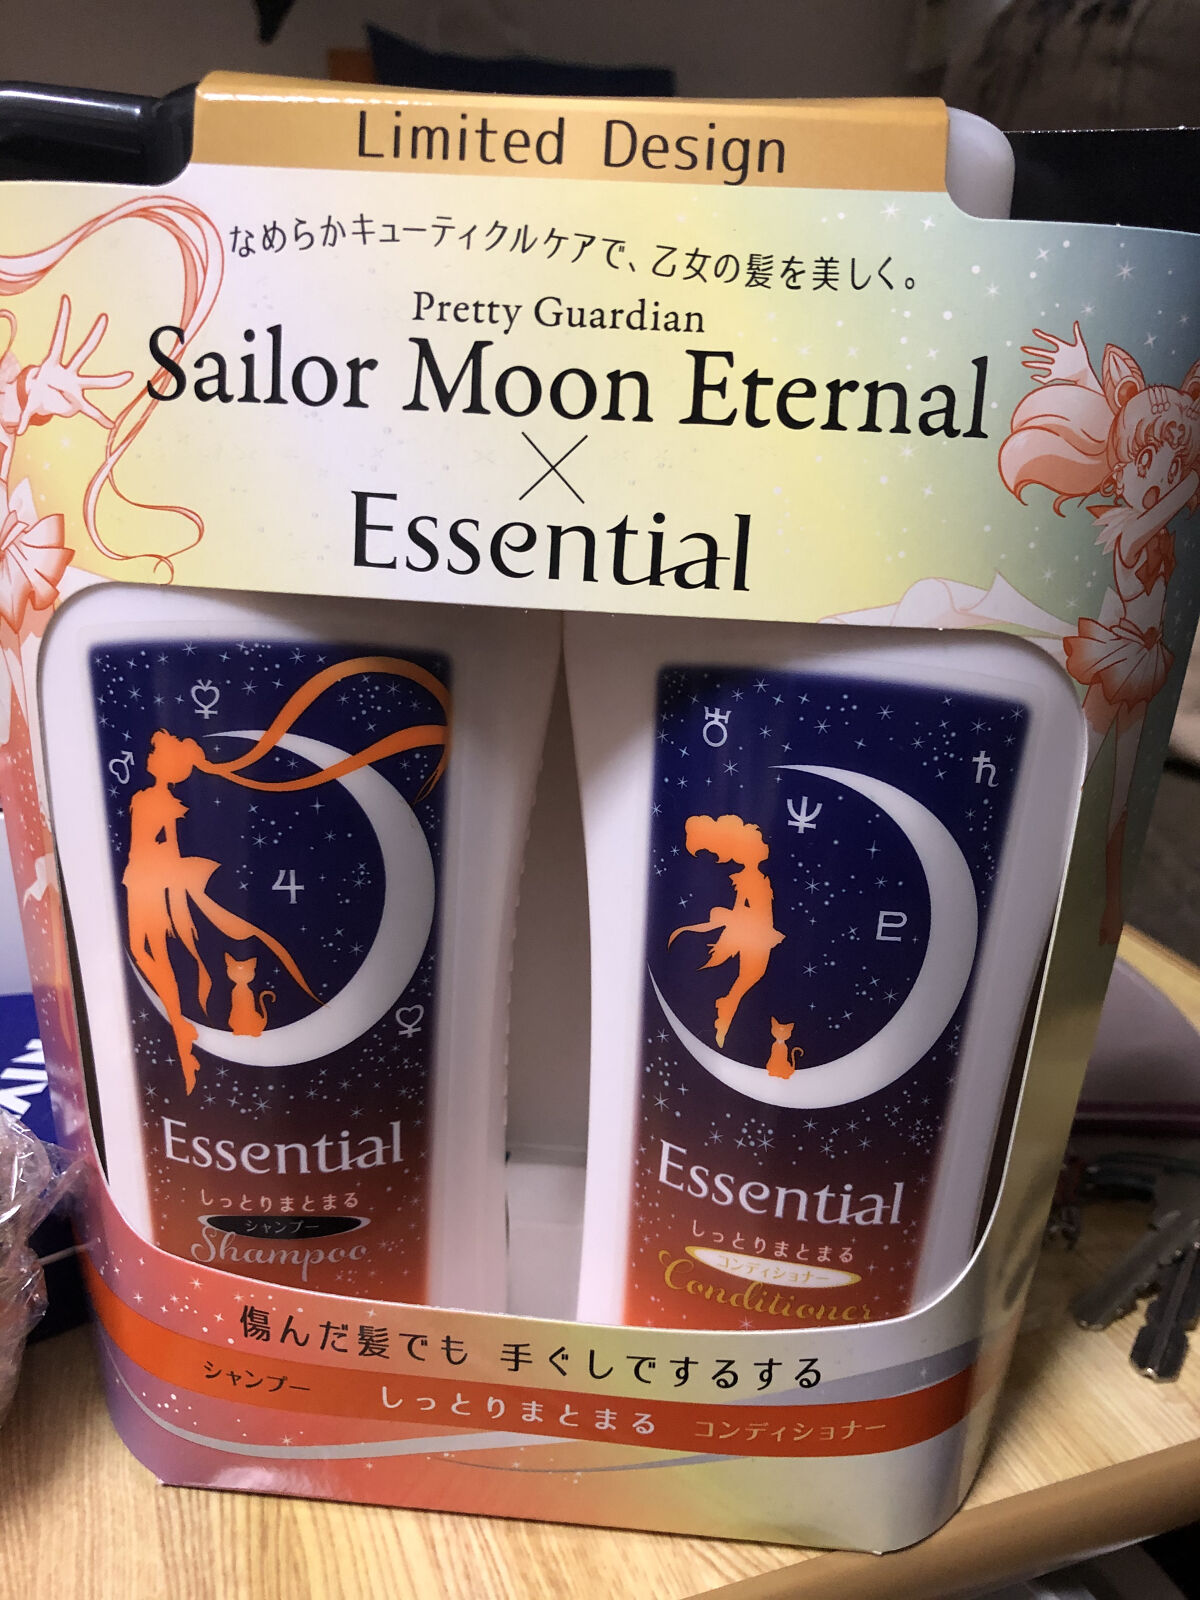 Limited Design
なめらかキューティクルケアで、乙女の髪を美しく。
Pretty Guardian
Sailor Moon Eternal
×
Essential
Essential
しっとりまとまる
シャンプー
Shampoo
Essential
しっとりまとまる
コンディショナー
Conditioner
傷んだ髪でも 手ぐしでするする
シャンプー しっとりまとまる コンディショナー